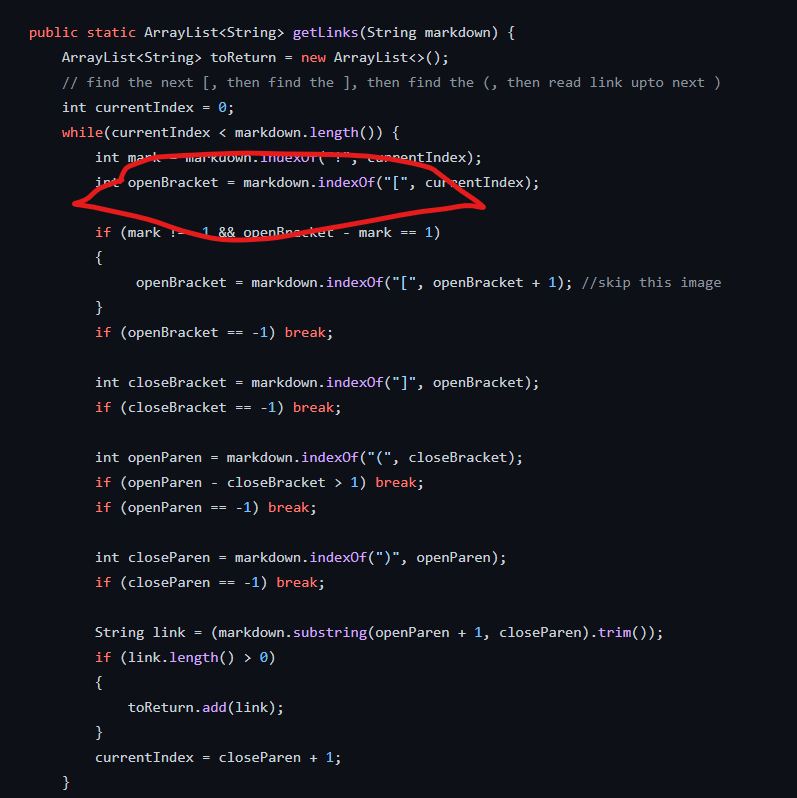 public static ArrayList<String> getLinks(String markdown) {
ArrayList<String> toReturn = new ArrayList<>();
// find the next [, then find the ], then find the (, then read link upto next )
int currentIndex = 0;
while(currentIndex < markdown.length()) {
int mark = markdown.indexOf("!", currentIndex);
int openBracket = markdown.indexOf("[", currentIndex);
if (mark != -1 && openBracket - mark == 1)
{
openBracket = markdown.indexOf("[", openBracket + 1); //skip this image
}
if (openBracket == -1) break;
int closeBracket = markdown.indexOf("]", openBracket);
if (closeBracket == -1) break;
int openParen = markdown.indexOf("(", closeBracket);
if (openParen - closeBracket > 1) break;
if (openParen == -1) break;
int closeParen = markdown.indexOf(")", openParen);
if (closeParen == -1) break;
String link = (markdown.substring(openParen + 1, closeParen).trim());
if (link.length() > 0)
{
toReturn.add(link);
}
currentIndex = closeParen + 1;
}